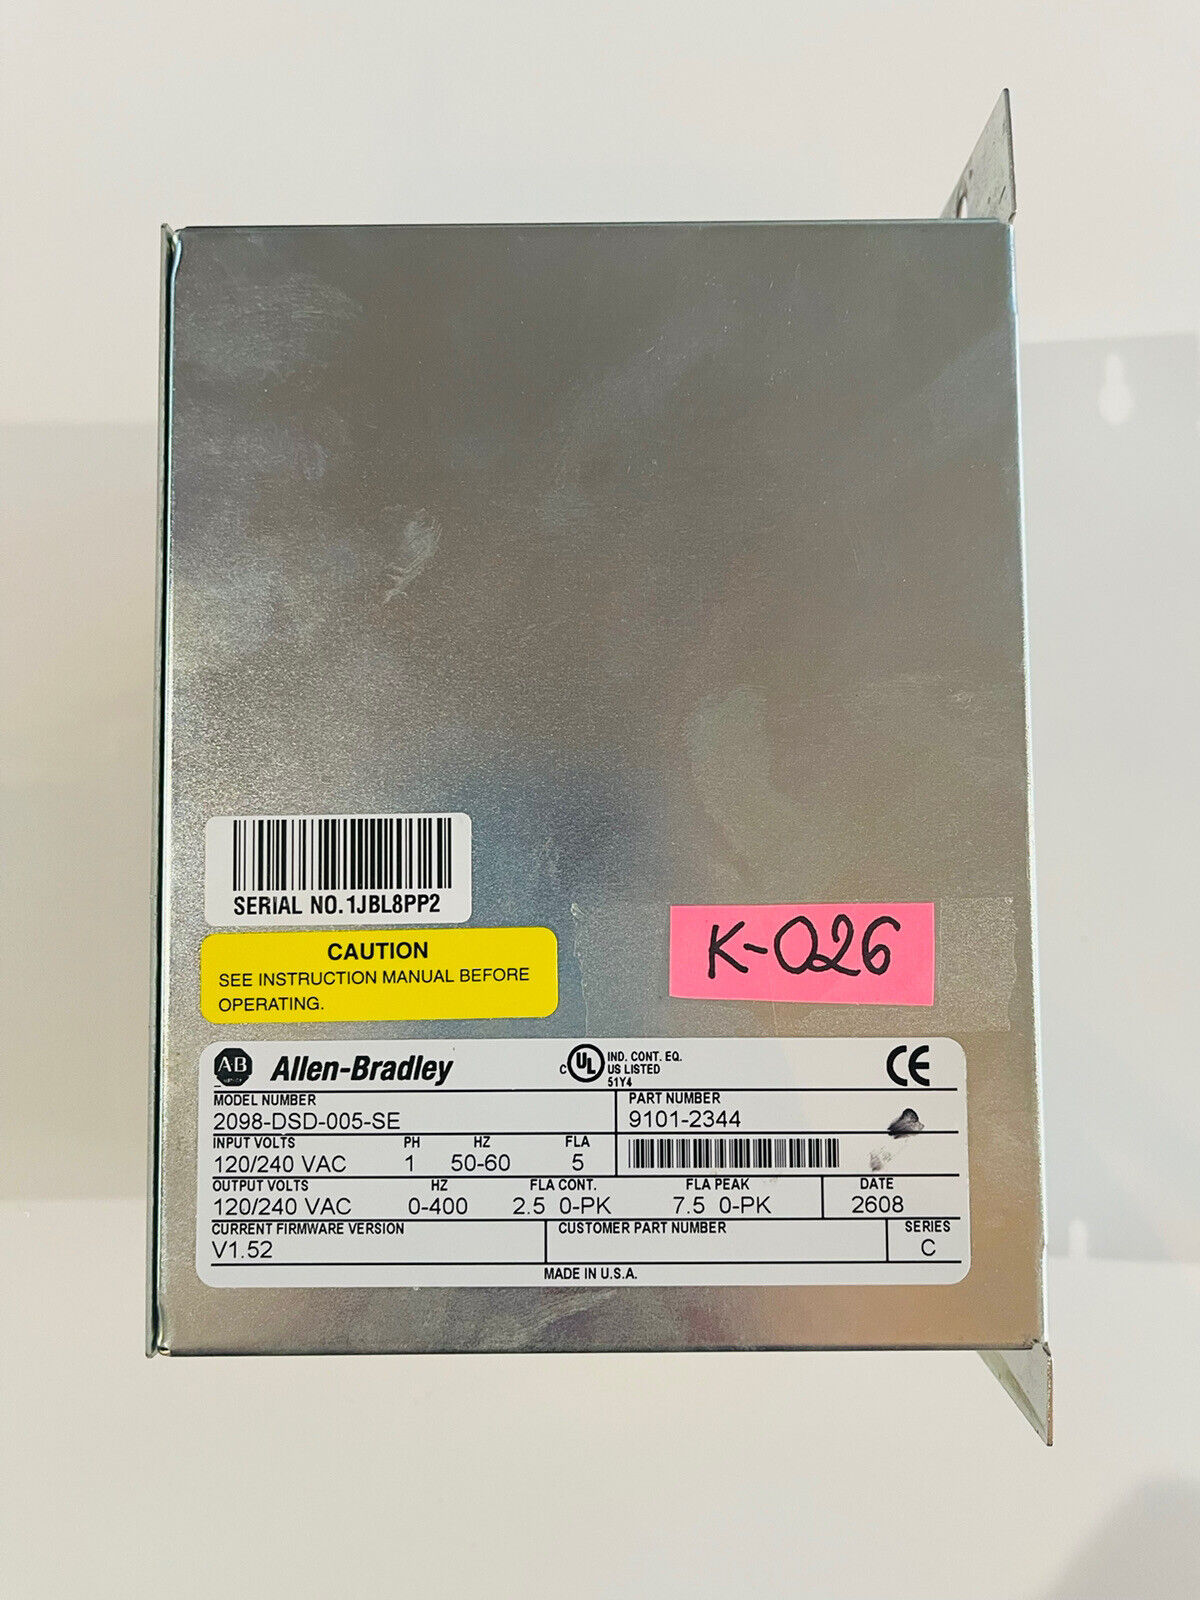 SERIAL NO.1JBL8PP2
CAUTION
SEE INSTRUCTION MANUAL BEFORE
OPERATING.
K-026
AB Allen-Bradley
C UL IND. CONT. EQ.
US LISTED
51Y4
CE
MODEL NUMBER PART NUMBER
2098-DSD-005-SE 9101-2344
INPUT VOLTS PH HZ FLA
120/240 VAC 1 50-60 5
OUTPUT VOLTS HZ FLA CONT. FLA PEAK DATE
120/240 VAC 0-400 2.5 0-PK 7.5 0-PK 2608
CURRENT FIRMWARE VERSION CUSTOMER PART NUMBER SERIES
V1.52 C
MADE IN U.S.A.